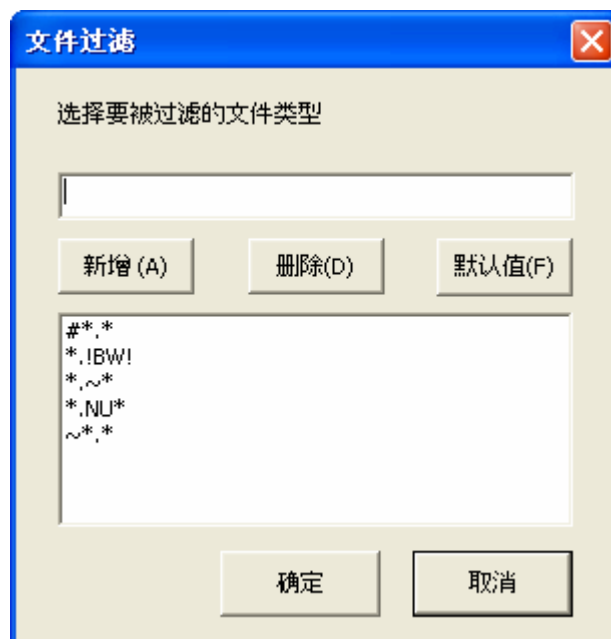 文件过滤
选择要被过滤的文件类型
新增(A) 删除(D) 默认值(F)
#*.*
*.!BW!
*.~*
*.NU*
~*.*
确定 取消